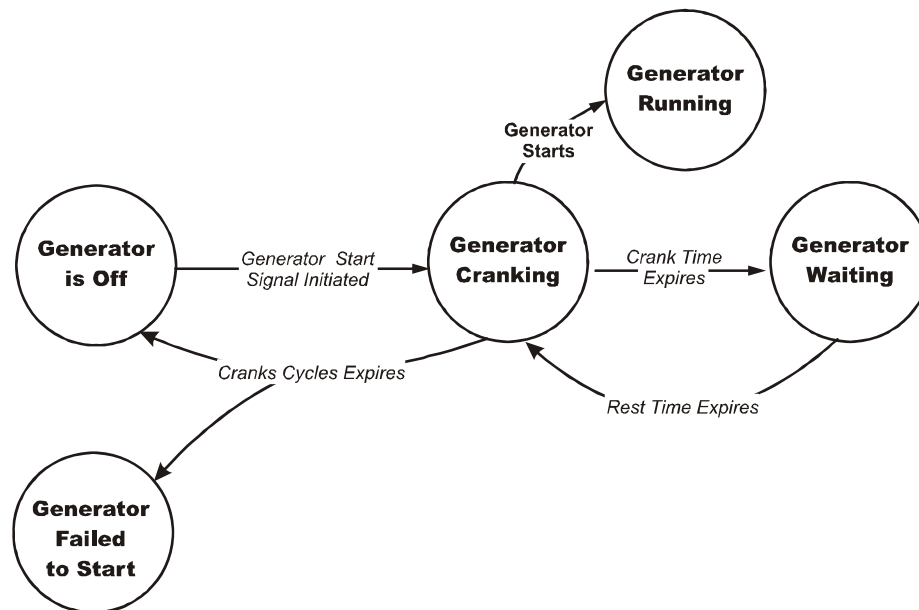 Generator
Running
Generator
Starts
Generator
is Off
Generator Start
Signal Initiated
Generator
Cranking
Crank Time
Expires
Generator
Waiting
Cranks Cycles Expires
Rest Time Expires
Generator
Failed
to Start